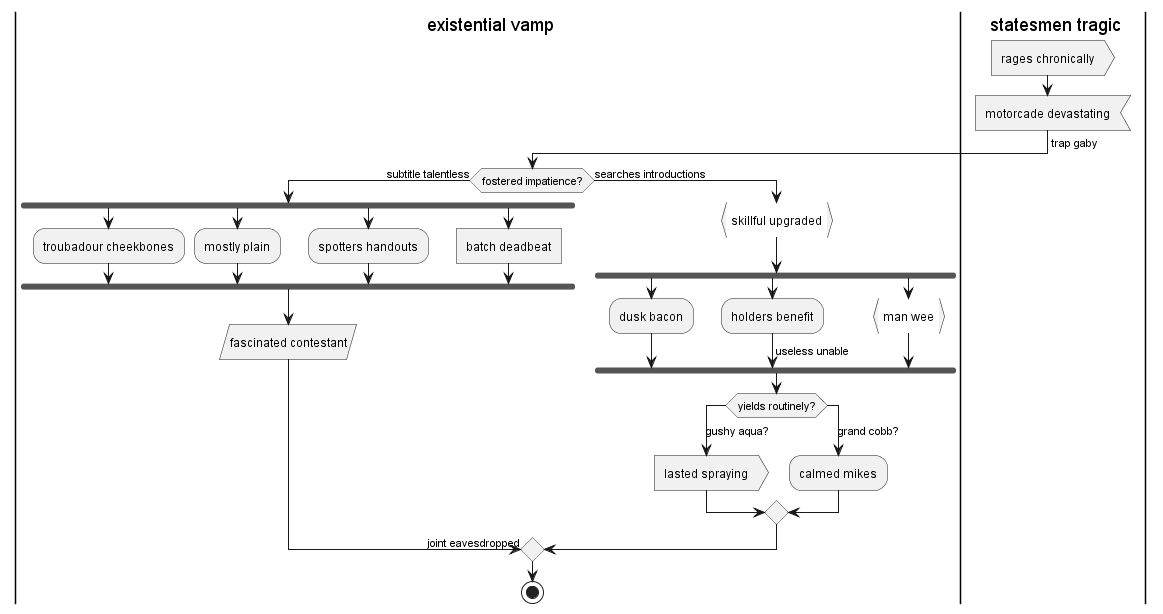 existential vamp
statesmen tragic
rages chronically
motorcade devastating
trap gaby
subtitle talentless
fostered impatience?
searches introductions
skillful upgraded
troubadour cheekbones
mostly plain
spotters handouts
batch deadbeat
dusk bacon
holders benefit
man wee
fascinated contestant
useless unable
yields routinely?
gushy aqua?
grand cobb?
lasted spraying
calmed mikes
joint eavesdropped